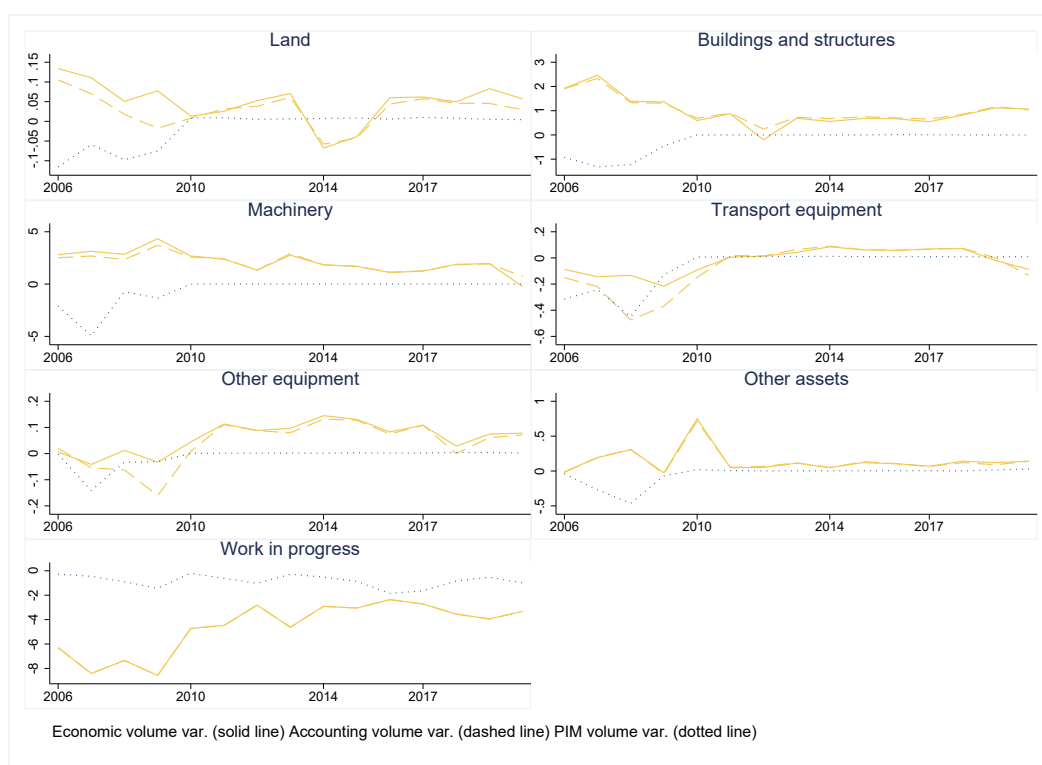 Land
.15
.1
.05
0
-.05
-.1
2006 2010 2014 2017
Buildings and structures
3
2
1
0
-1
2006 2010 2014 2017
Machinery
5
0
-5
2006 2010 2014 2017
Transport equipment
.2
0
-.2
-.4
-.6
2006 2010 2014 2017
Other equipment
.2
.1
0
-.1
-.2
2006 2010 2014 2017
Other assets
1
.5
0
-.5
2006 2010 2014 2017
Work in progress
0
-2
-4
-6
-8
2006 2010 2014 2017
Economic volume var. (solid line) Accounting volume var. (dashed line) PIM volume var. (dotted line)